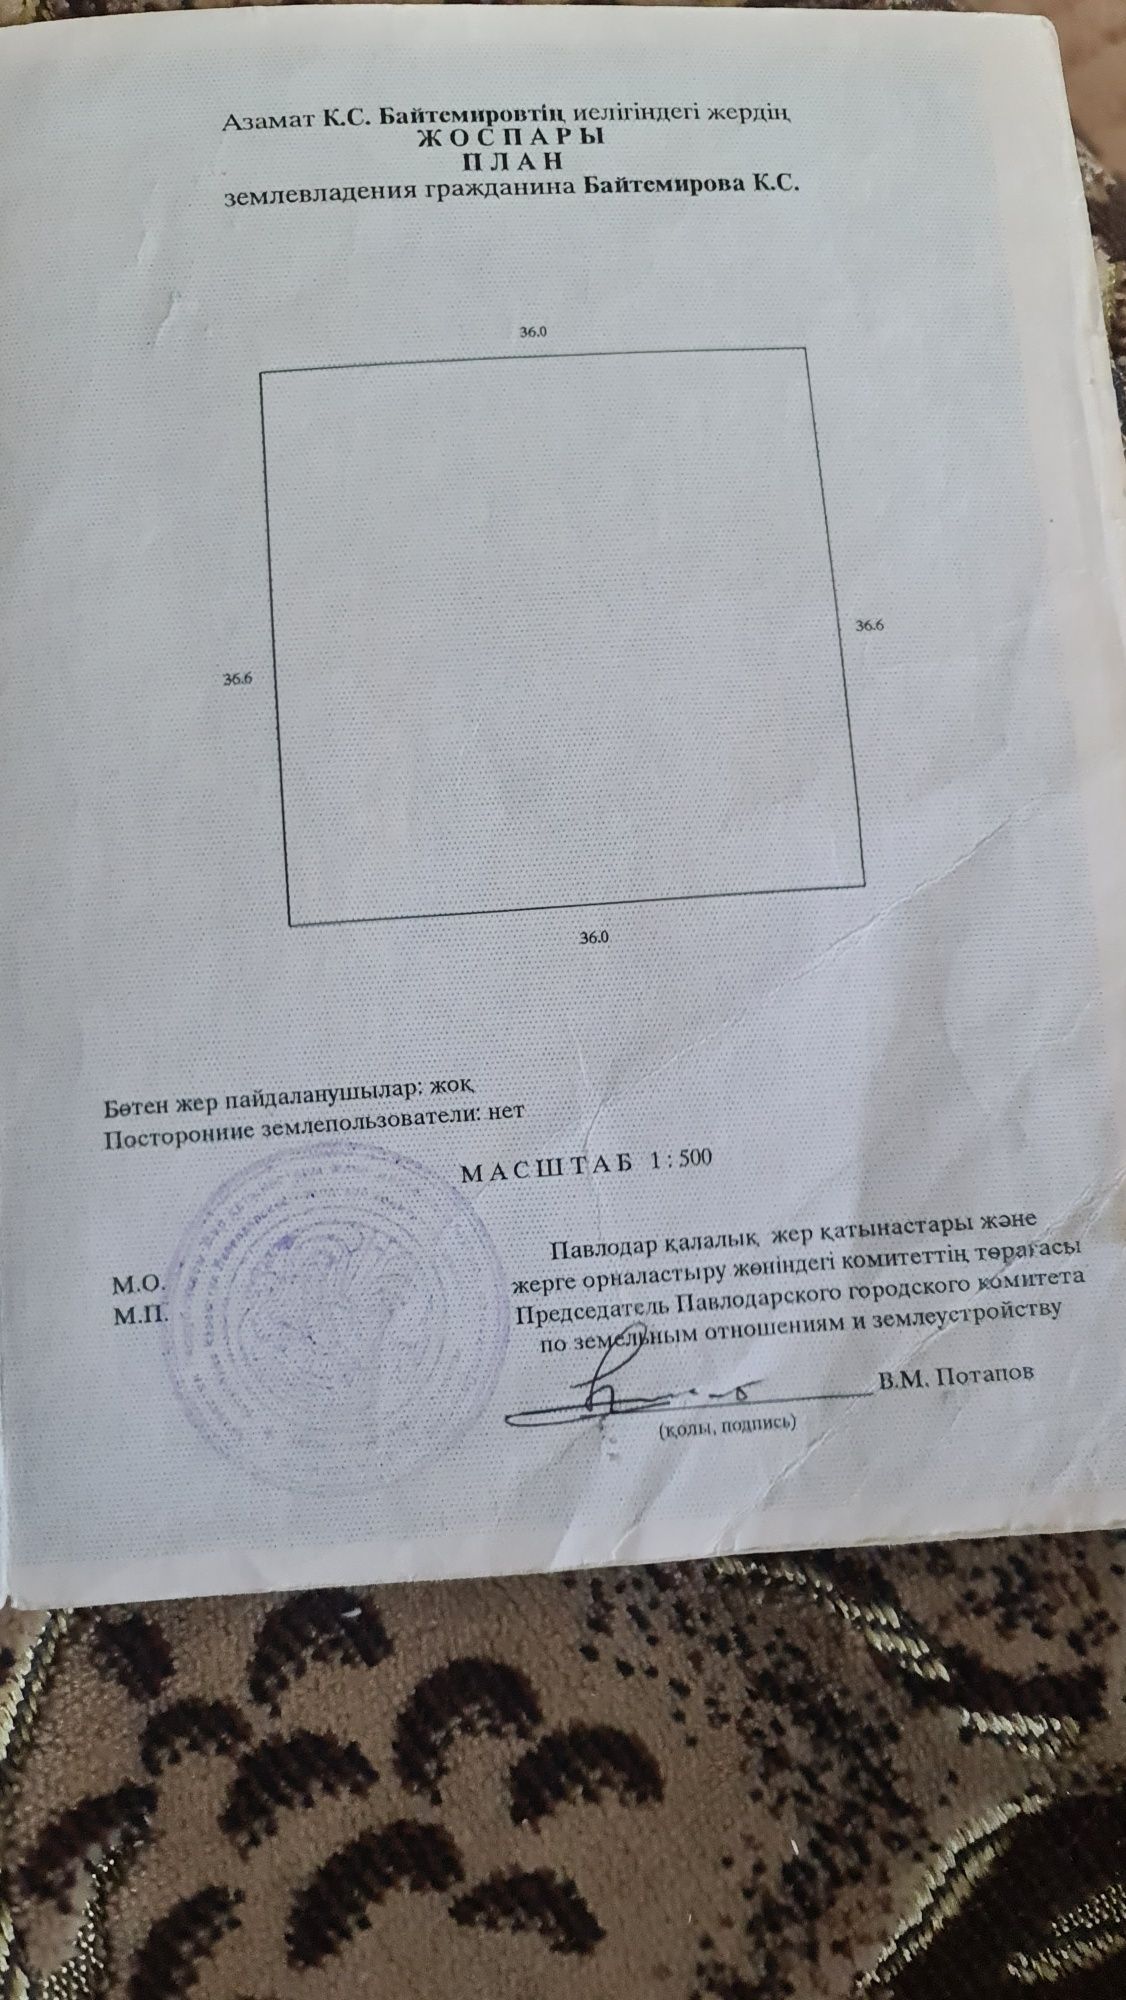 Азамат К.С. Байтемировтің иелігіндегі жердің
ЖОСПАРЫ
ПЛАН
землевладения гражданина Байтемирова К.С.
36.0
36.6
36.6
36.0
Бөтен жер пайдаланушылар: жоқ
Посторонние землепользователи: нет
МАСШТАБ 1 : 500
Павлодар қалалық жер қатынастары және
жерге орналастыру жөніндегі комитеттің төрағасы
М.О.
Председатель Павлодарского городского комитета
М.П.
по земельным отношениям и землеустройству
В.М. Потапов
(қолы, подпись)